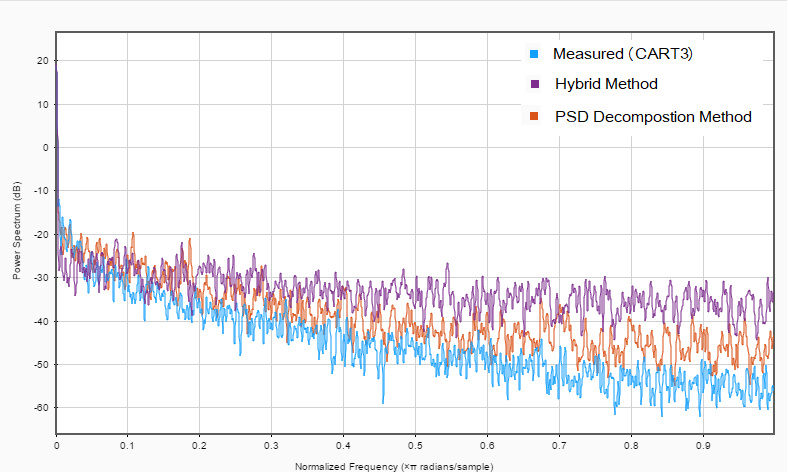 Measured (CART3)
Hybrid Method
PSD Decompostion Method
20
10
0
-10
-20
-30
-40
-50
-60
Power Spectrum (dB)
0 0.1 0.2 0.3 0.4 0.5 0.6 0.7 0.8 0.9
Normalized Frequency (×π radians/sample)